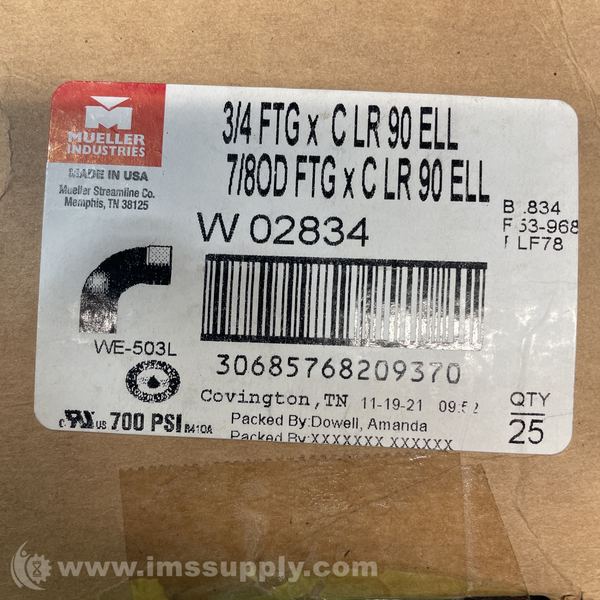 MUELLER
INDUSTRIES
MADE IN USA
Mueller Streamline Co.
Memphis, TN 38125
3/4 FTG x C LR 90 ELL
7/8OD FTG x C LR 90 ELL
W 02834
WE-503L
30685768209370
Covington, TN 11-19-21
Packed By:Dowell, Amanda
Packed By:XXXXXXX XXXXXX
.834
53-968
LF78
QTY
25
c US 700 PSI R410A
www.imssupply.com